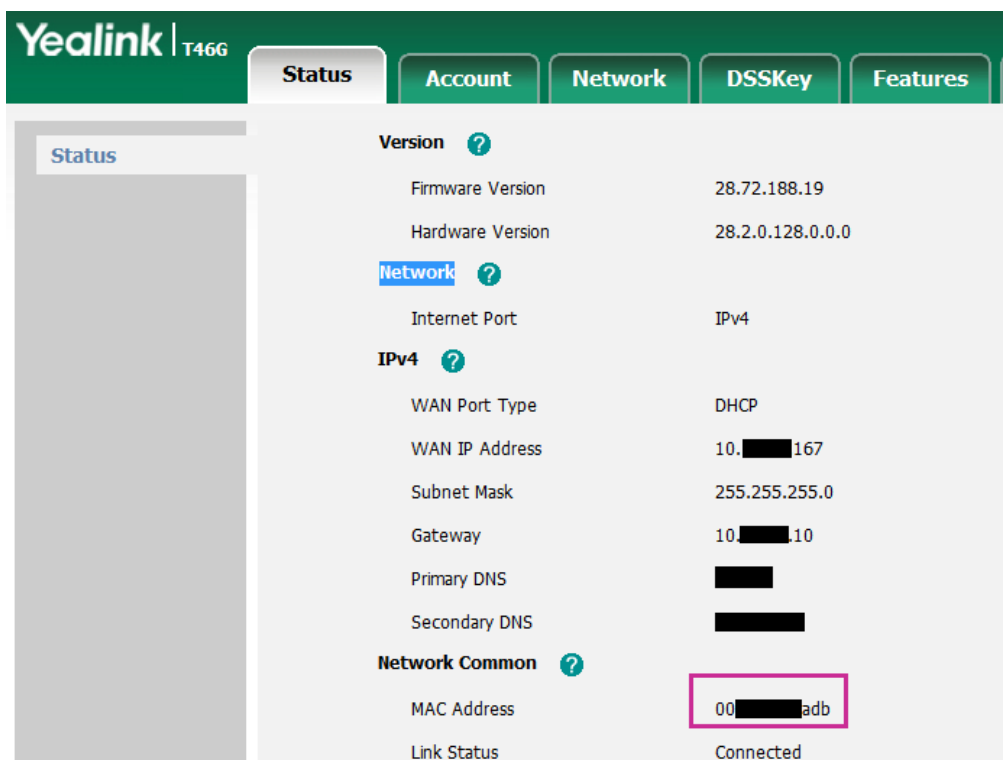 Yealink | T46G
Status Account Network DSSKey Features
Status
Version ?
Firmware Version 28.72.188.19
Hardware Version 28.2.0.128.0.0.0
Network ?
Internet Port IPv4
IPv4 ?
WAN Port Type DHCP
WAN IP Address 10. 167
Subnet Mask 255.255.255.0
Gateway 10. .10
Primary DNS
Secondary DNS
Network Common ?
MAC Address 00 adb
Link Status Connected